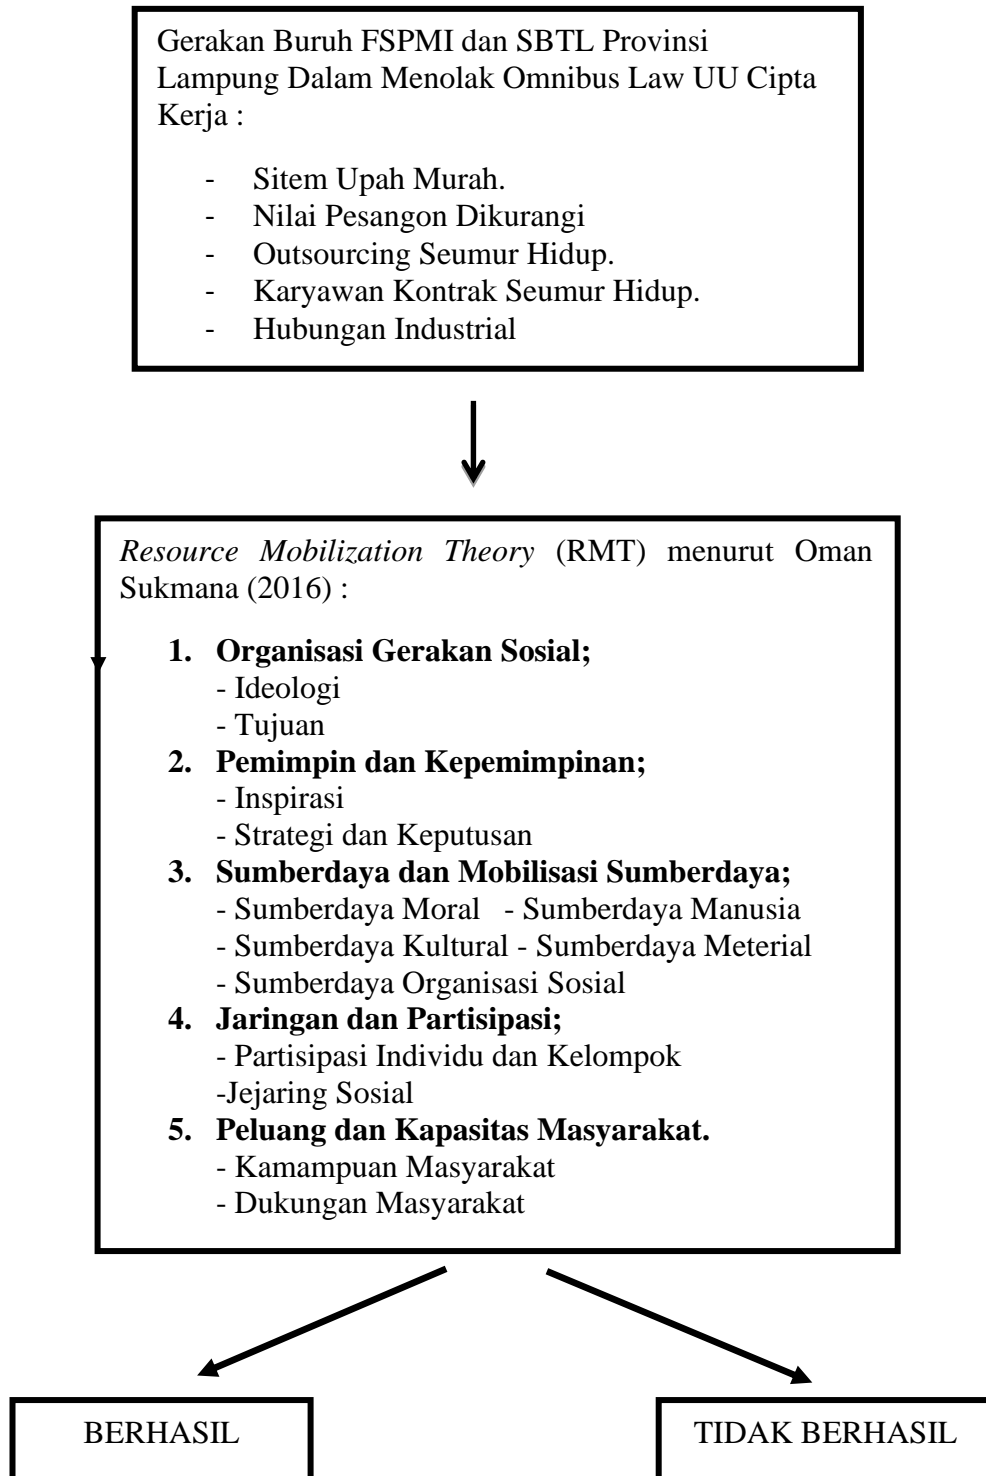 Gerakan Buruh FSPMI dan SBTL Provinsi
Lampung Dalam Menolak Omnibus Law UU Cipta
Kerja :
- Sitem Upah Murah.
- Nilai Pesangon Dikurangi
- Outsourcing Seumur Hidup.
- Karyawan Kontrak Seumur Hidup.
- Hubungan Industrial
Resource Mobilization Theory (RMT) menurut Oman
Sukmana (2016) :
1. Organisasi Gerakan Sosial;
- Ideologi
- Tujuan
2. Pemimpin dan Kepemimpinan;
- Inspirasi
- Strategi dan Keputusan
3. Sumberdaya dan Mobilisasi Sumberdaya;
- Sumberdaya Moral - Sumberdaya Manusia
- Sumberdaya Kultural - Sumberdaya Meterial
- Sumberdaya Organisasi Sosial
4. Jaringan dan Partisipasi;
- Partisipasi Individu dan Kelompok
-Jejaring Sosial
5. Peluang dan Kapasitas Masyarakat.
- Kamampuan Masyarakat
- Dukungan Masyarakat
BERHASIL
TIDAK BERHASIL